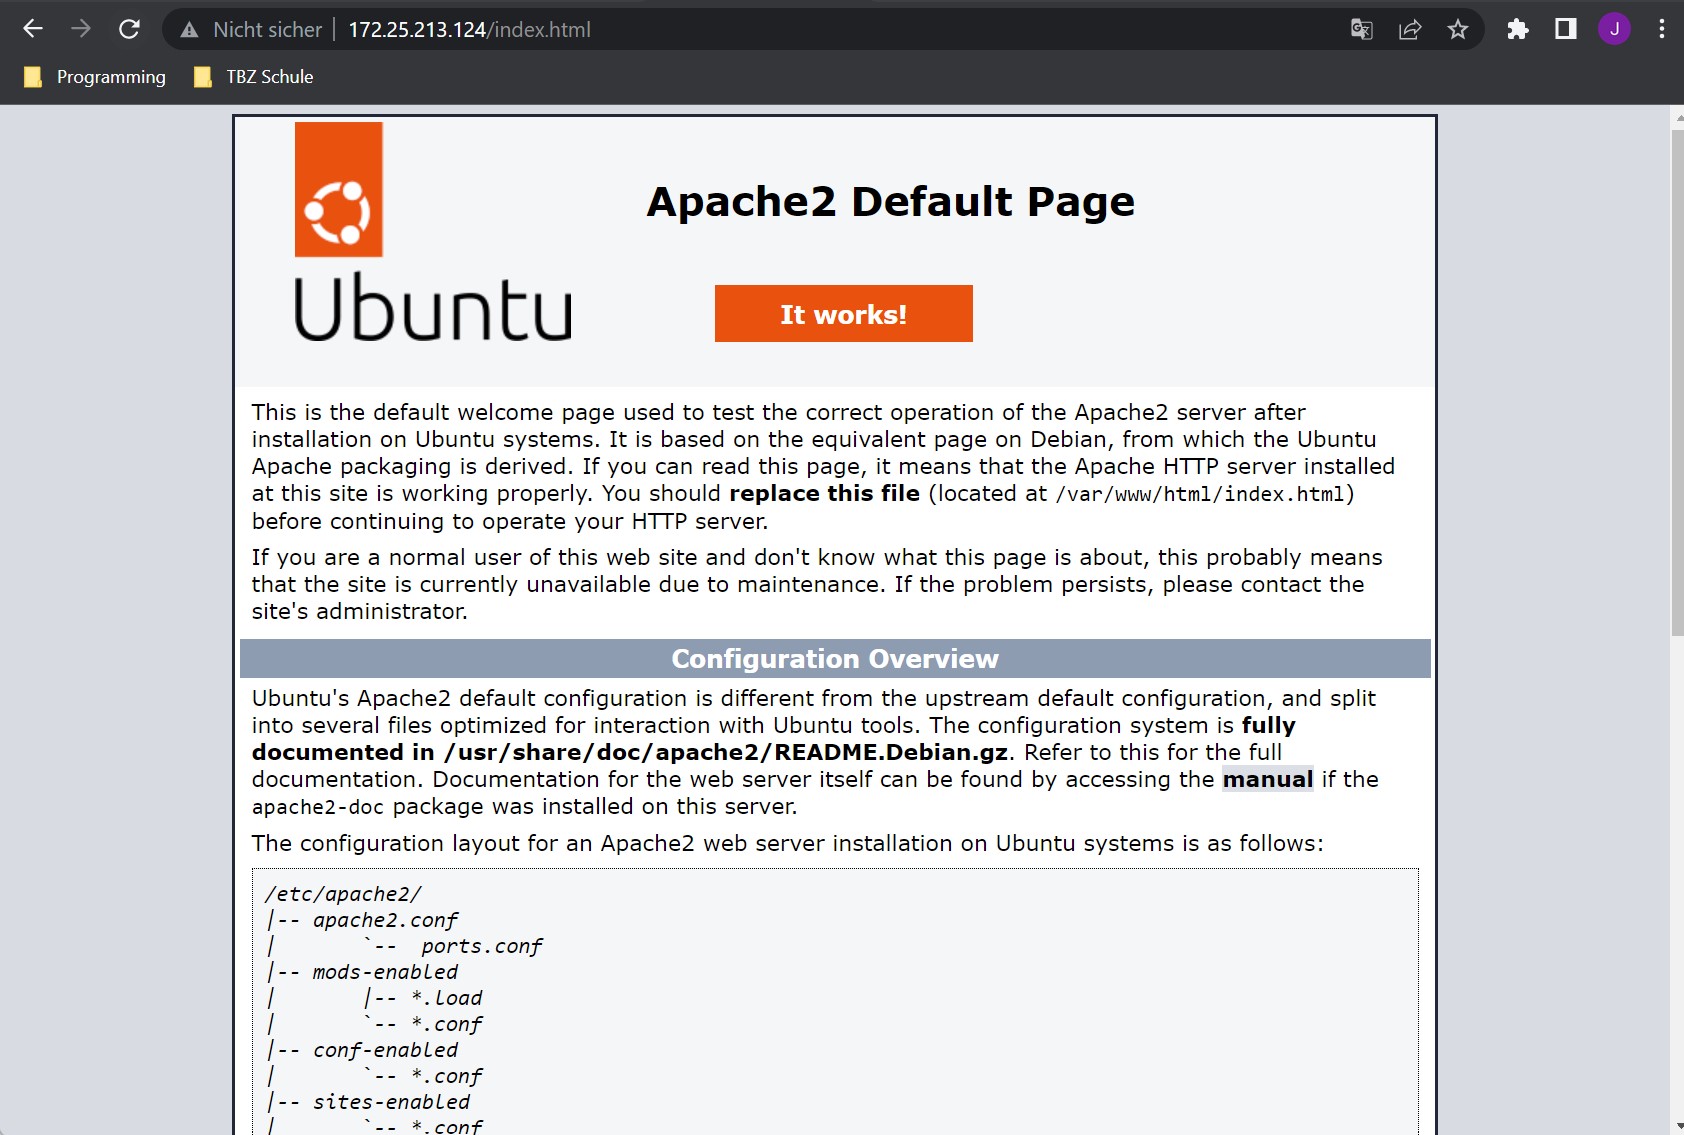 Nicht sicher | 172.25.213.124/index.html
J
Programming
TBZ Schule
Apache2 Default Page
Ubuntu
It works!
This is the default welcome page used to test the correct operation of the Apache2 server after
installation on Ubuntu systems. It is based on the equivalent page on Debian, from which the Ubuntu
Apache packaging is derived. If you can read this page, it means that the Apache HTTP server installed
at this site is working properly. You should replace this file (located at /var/www/html/index.html)
before continuing to operate your HTTP server.
If you are a normal user of this web site and don't know what this page is about, this probably means
that the site is currently unavailable due to maintenance. If the problem persists, please contact the
site's administrator.
Configuration Overview
Ubuntu's Apache2 default configuration is different from the upstream default configuration, and split
into several files optimized for interaction with Ubuntu tools. The configuration system is fully
documented in /usr/share/doc/apache2/README.Debian.gz. Refer to this for the full
documentation. Documentation for the web server itself can be found by accessing the manual if the
apache2-doc package was installed on this server.
The configuration layout for an Apache2 web server installation on Ubuntu systems is as follows:
/etc/apache2/
|-- apache2.conf
|       `--  ports.conf
|-- mods-enabled
|       |-- *.load
|       `-- *.conf
|-- conf-enabled
|       `-- *.conf
|-- sites-enabled
|       `-- *.conf